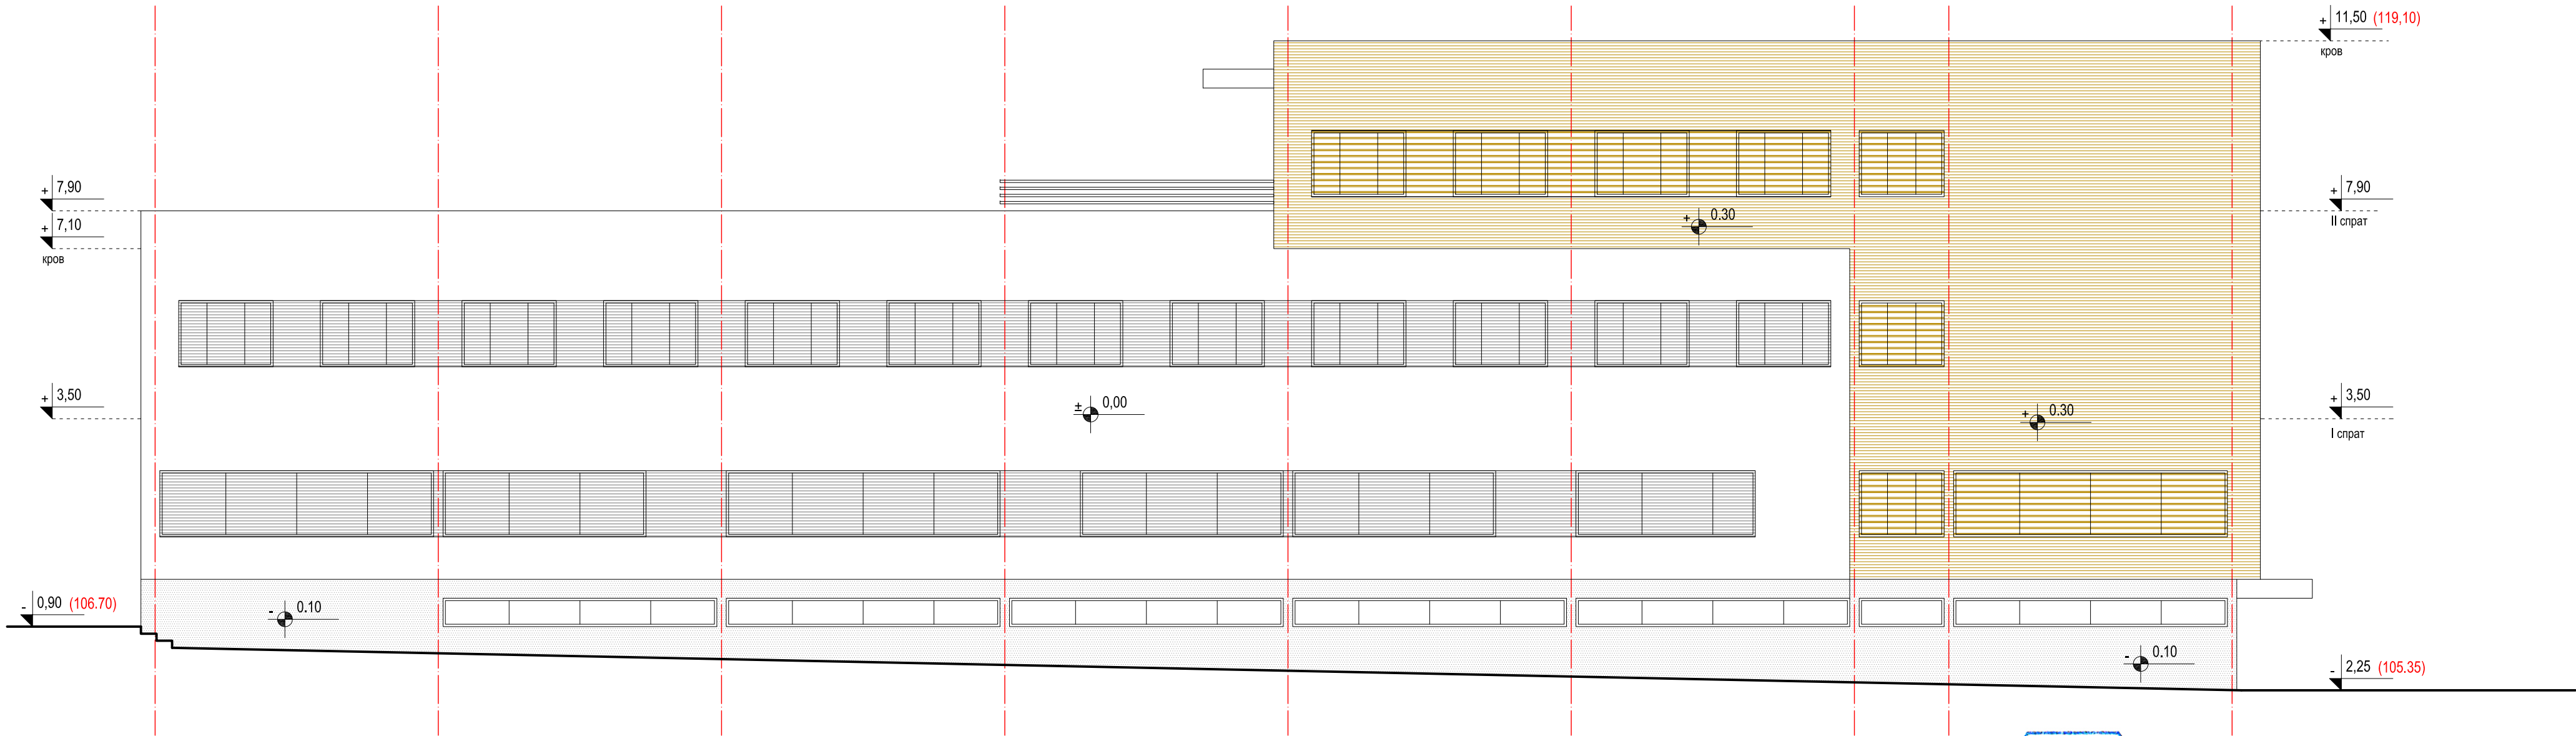 + 11,50 (119,10)
кров
+ 7,90
+ 7,10
кров
+ 7,90
II спрат
+ 0.30
+ 3,50
± 0,00
+ 0.30
+ 3,50
I спрат
- 0,90 (106.70)
- 0.10
- 0.10
- 2,25 (105.35)